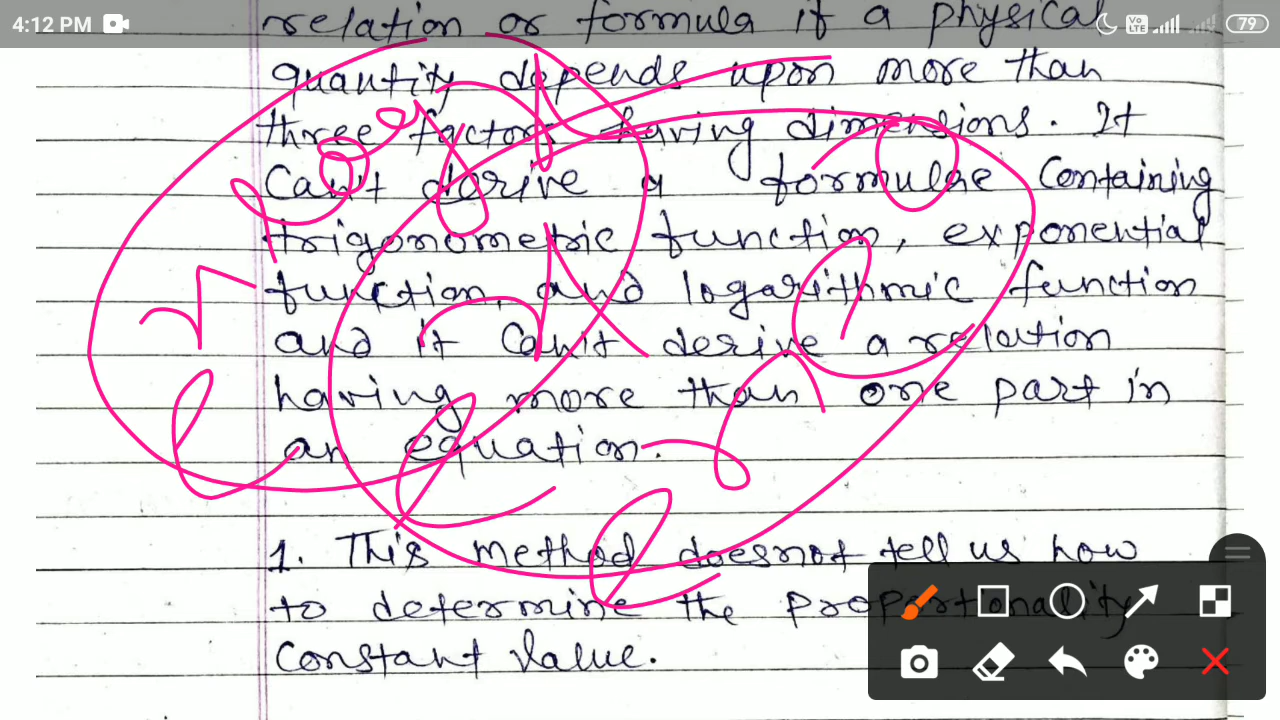 4:12 PM
79
relation or formula if a physical
quantity depends upon more than
three factors having dimensions. It
Can't derive a formulae Containing
trigonometric function, exponential
function, and logarithmic function
and it Can't derive a relation
having more than one part in
an equation.
1. This method doesnot tell us how
to determine the proportionality
Constant Value.